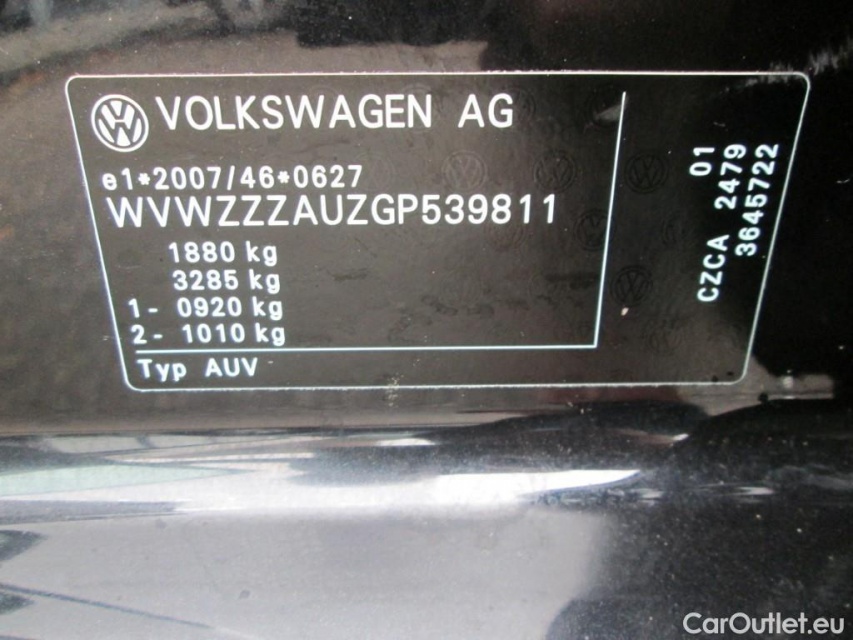 VOLKSWAGEN AG
e1*2007/46*0627
WVWZZZAUZGP539811
1880 kg
3285 kg
1- 0920 kg
2- 1010 kg
Typ AUV
01
CZCA 2479
3645722
CarOutlet.eu